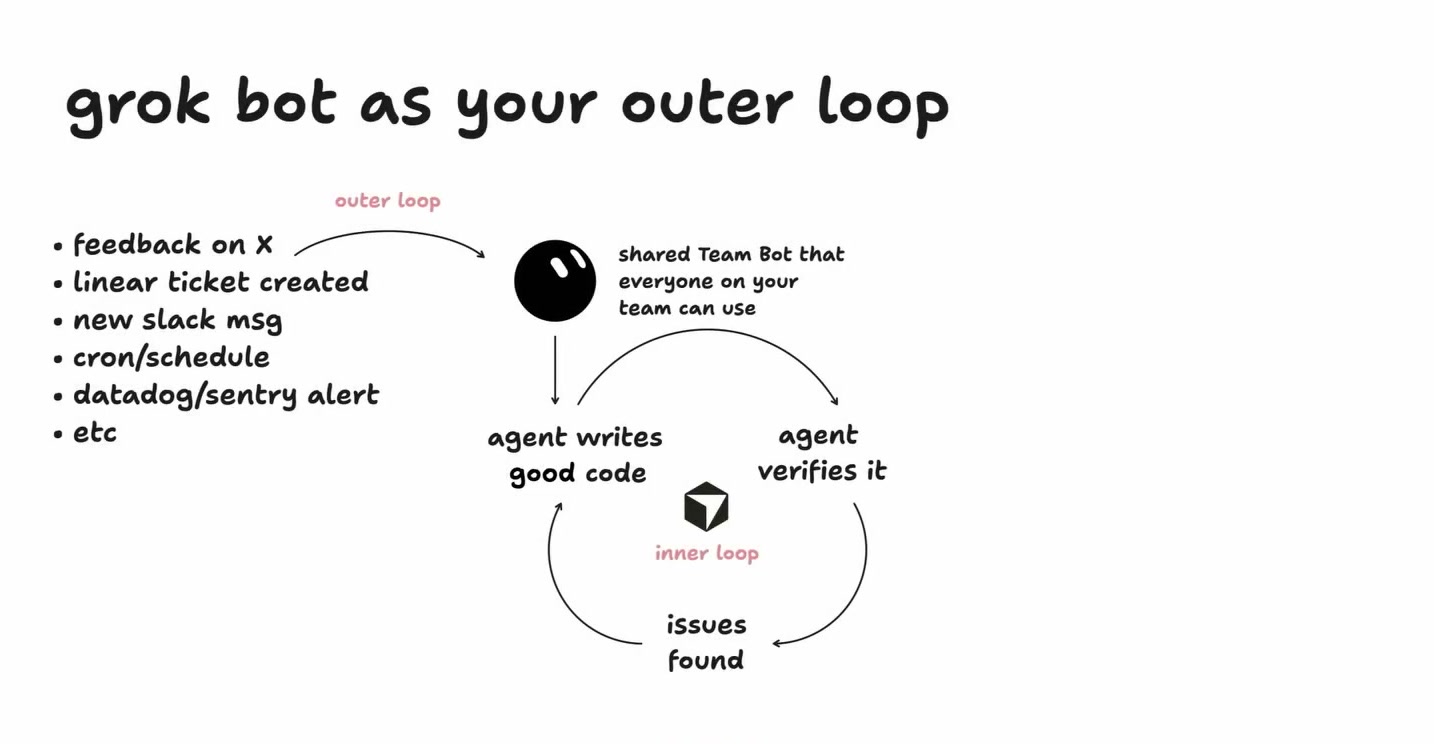 grok bot as your outer loop
outer loop
• feedback on X
• linear ticket created
• new slack msg
• cron/schedule
• datadog/sentry alert
• etc
shared Team Bot that
everyone on your
team can use
agent writes
good code
agent
verifies it
inner loop
issues
found